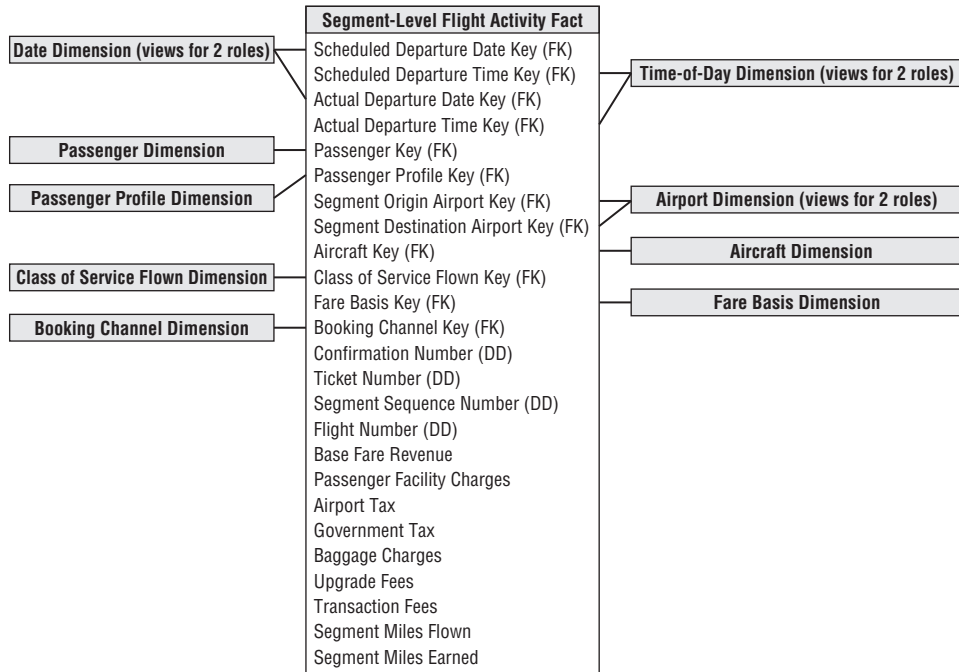 Segment-Level Flight Activity Fact
Date Dimension (views for 2 roles)
Passenger Dimension
Passenger Profile Dimension
Class of Service Flown Dimension
Booking Channel Dimension
Scheduled Departure Date Key (FK)
Scheduled Departure Time Key (FK)
Actual Departure Date Key (FK)
Actual Departure Time Key (FK)
Passenger Key (FK)
Passenger Profile Key (FK)
Segment Origin Airport Key (FK)
Segment Destination Airport Key (FK)
Aircraft Key (FK)
Class of Service Flown Key (FK)
Fare Basis Key (FK)
Booking Channel Key (FK)
Confirmation Number (DD)
Ticket Number (DD)
Segment Sequence Number (DD)
Flight Number (DD)
Base Fare Revenue
Passenger Facility Charges
Airport Tax
Government Tax
Baggage Charges
Upgrade Fees
Transaction Fees
Segment Miles Flown
Segment Miles Earned
Time-of-Day Dimension (views for 2 roles)
Airport Dimension (views for 2 roles)
Aircraft Dimension
Fare Basis Dimension